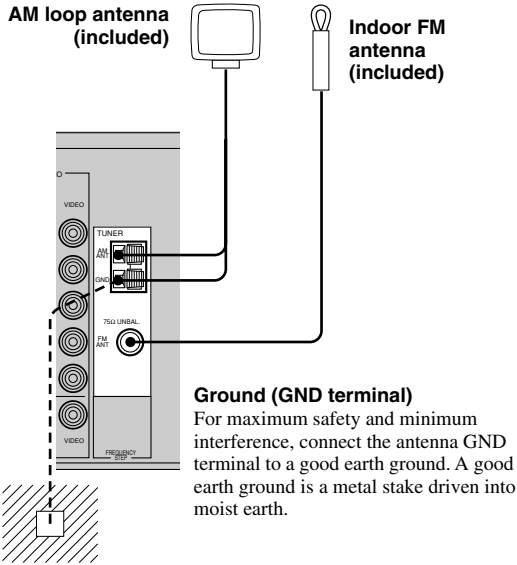 AM loop antenna
(included)
Indoor FM
antenna
(included)
O
VIDEO
TUNER
AM
ANT
GND
75Ω UNBAL.
FM
ANT
VIDEO
FREQUENCY
STEP
Ground (GND terminal)
For maximum safety and minimum
interference, connect the antenna GND
terminal to a good earth ground. A good
earth ground is a metal stake driven into
moist earth.